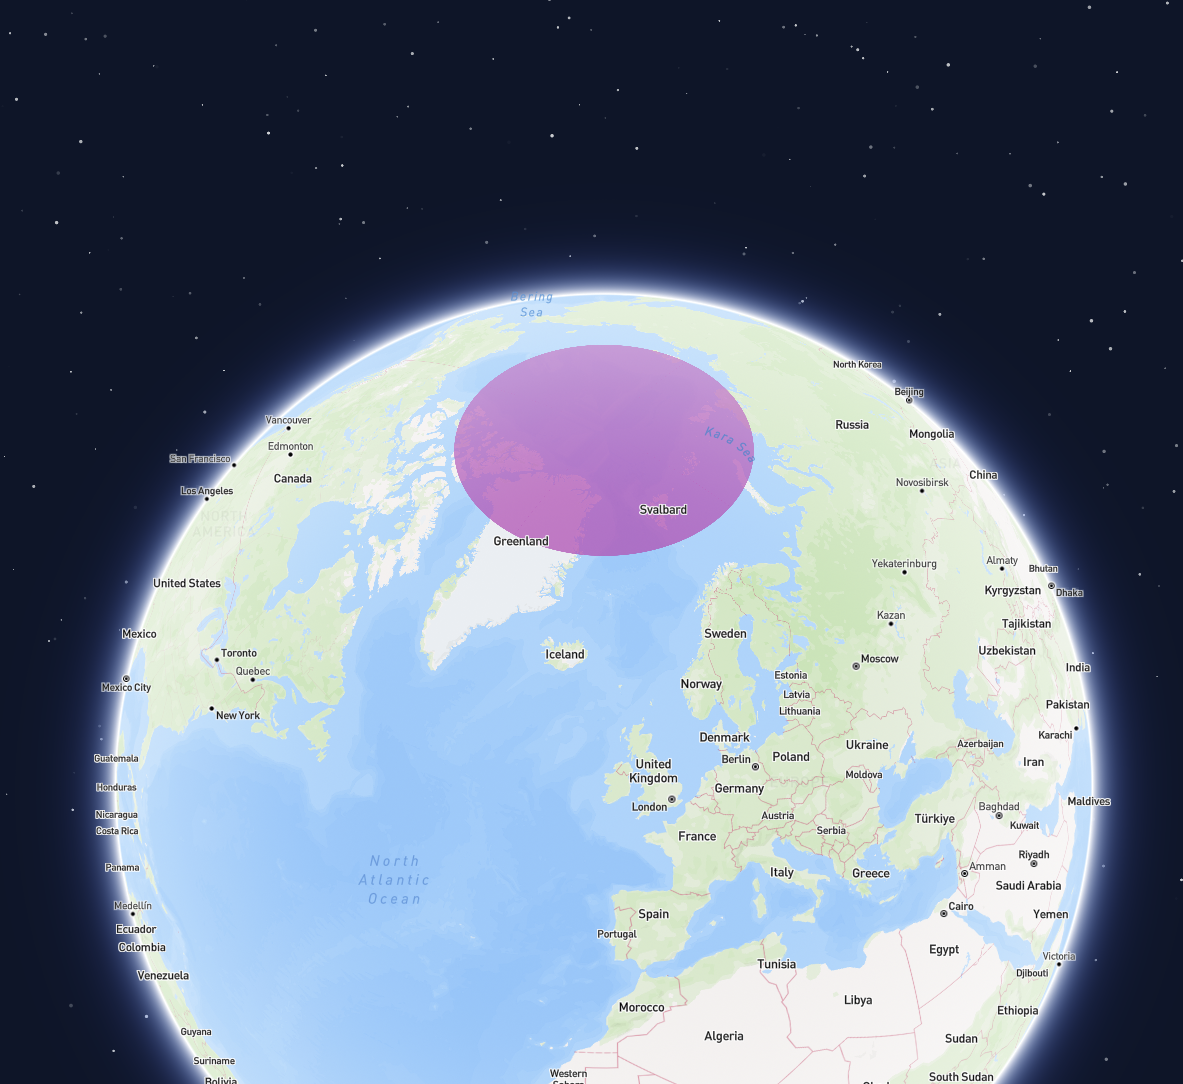 Bering
Sea
North Korea
Beijing
Vancouver
Russia
Mongolia
Edmonton
San Francisco
ASIA
Canada
China
Kara Sea
Novosibirsk
Los Angeles
Svalbard
NORTH
AMERICA
Greenland
Yekaterinburg
Almaty
Bhutan
United States
Kyrgyzstan
Dhaka
Kazan
Tajikistan
Mexico
Sweden
Uzbekistan
Toronto
Iceland
Moscow
India
Quebec
Estonia
Mexico City
Norway
Latvia
Pakistan
New York
Lithuania
Karachi
Denmark
Ukraine
Azerbaijan
Guatemala
Berlin
Poland
Iran
United
Kingdom
Moldova
Honduras
Germany
Maldives
London
Baghdad
Nicaragua
Austria
Türkiye
Kuwait
Costa Rica
Serbia
France
Riyadh
North
Atlantic
Ocean
Panama
Italy
Greece
Amman
Saudi Arabia
Medellín
Cairo
Spain
Yemen
Ecuador
Portugal
Colombia
Egypt
Victoria
Tunisia
Djibouti
Venezuela
Libya
Morocco
Ethiopia
Guyana
Algeria
Sudan
Suriname
Western
South Sudan
Bolivia